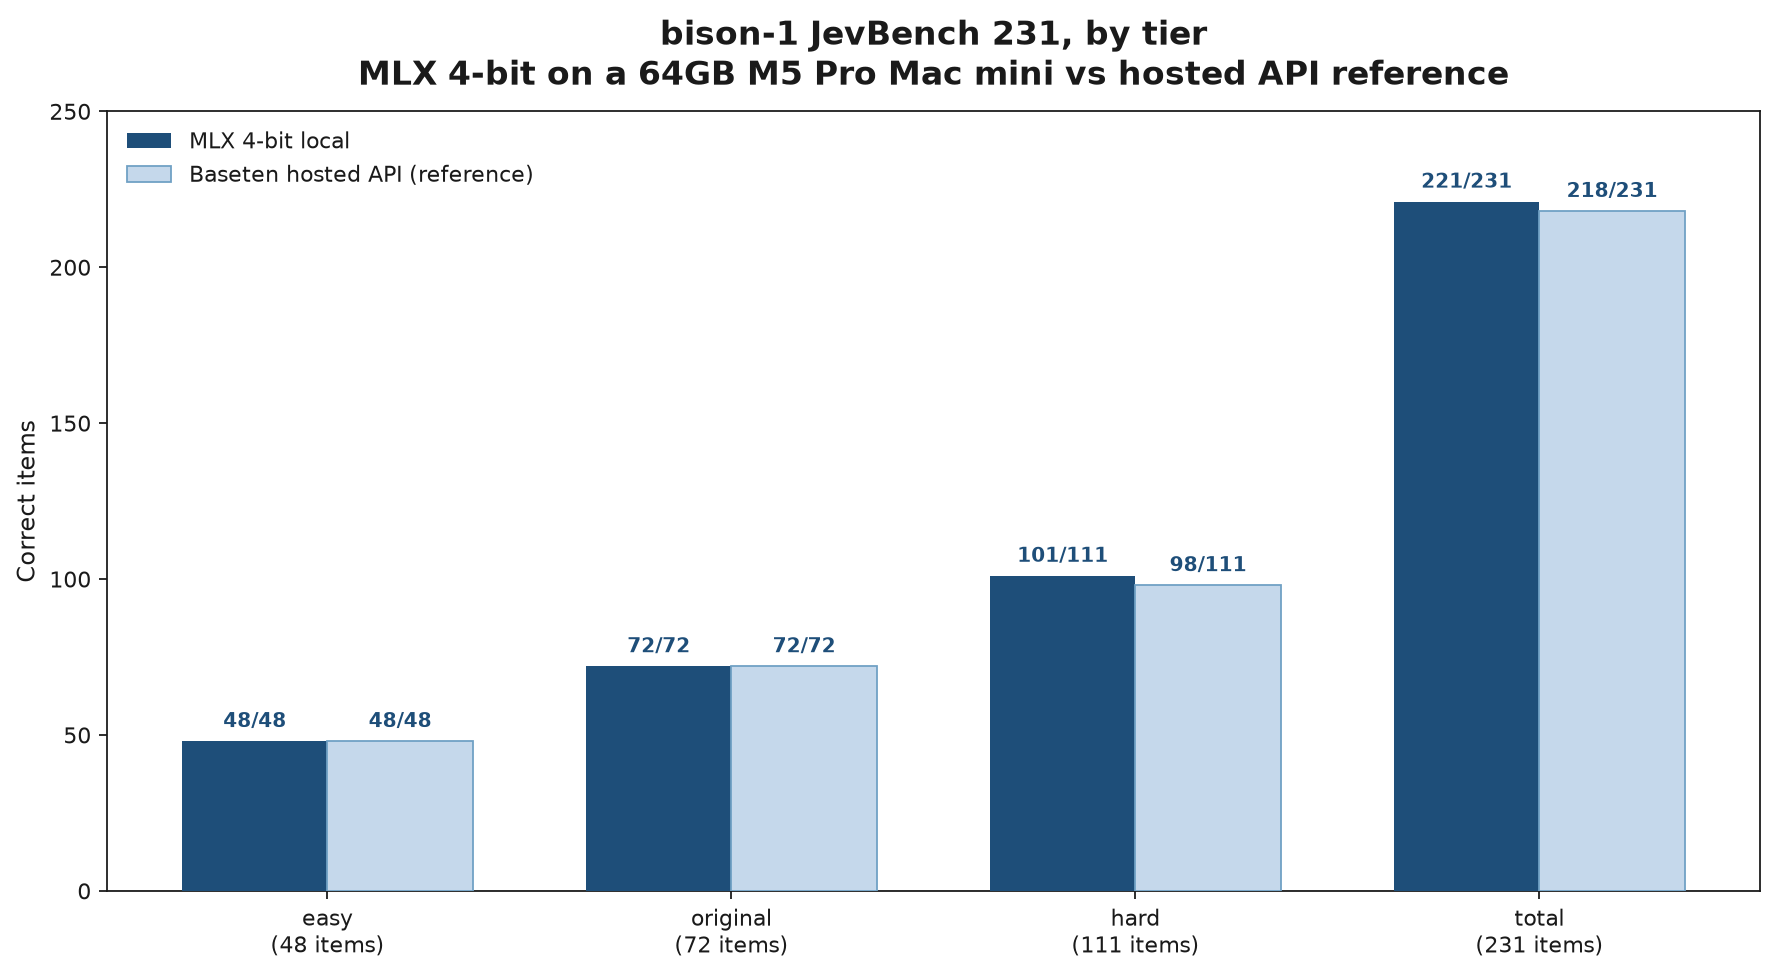 bison-1 JevBench 231, by tier
MLX 4-bit on a 64GB M5 Pro Mac mini vs hosted API reference
MLX 4-bit local
Baseten hosted API (reference)
Correct items
250
200
150
100
50
0
48/48
48/48
72/72
72/72
101/111
98/111
221/231
218/231
easy
(48 items)
original
(72 items)
hard
(111 items)
total
(231 items)